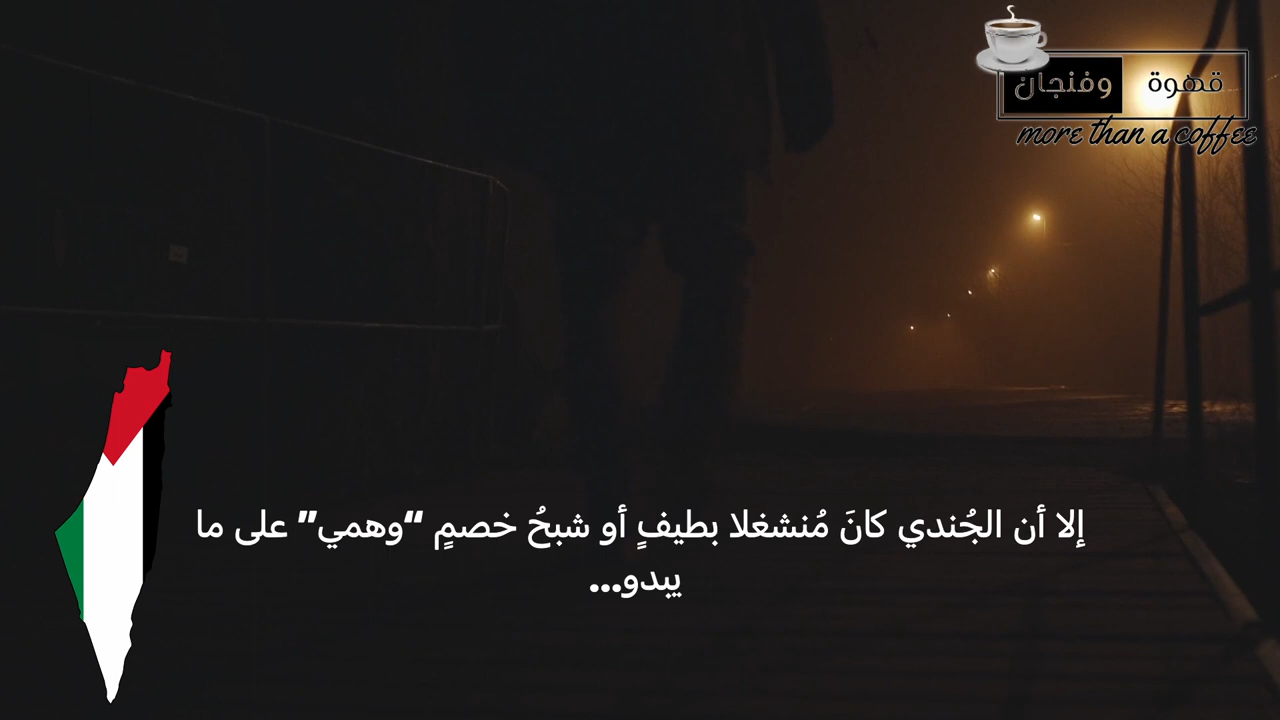 قهوة وفنجان
more than a coffee
إلا أن الجُندي كانَ مُنشغلا بطيفٍ أو شبحُ خصمٍ “وهمي” على ما
يبدو...